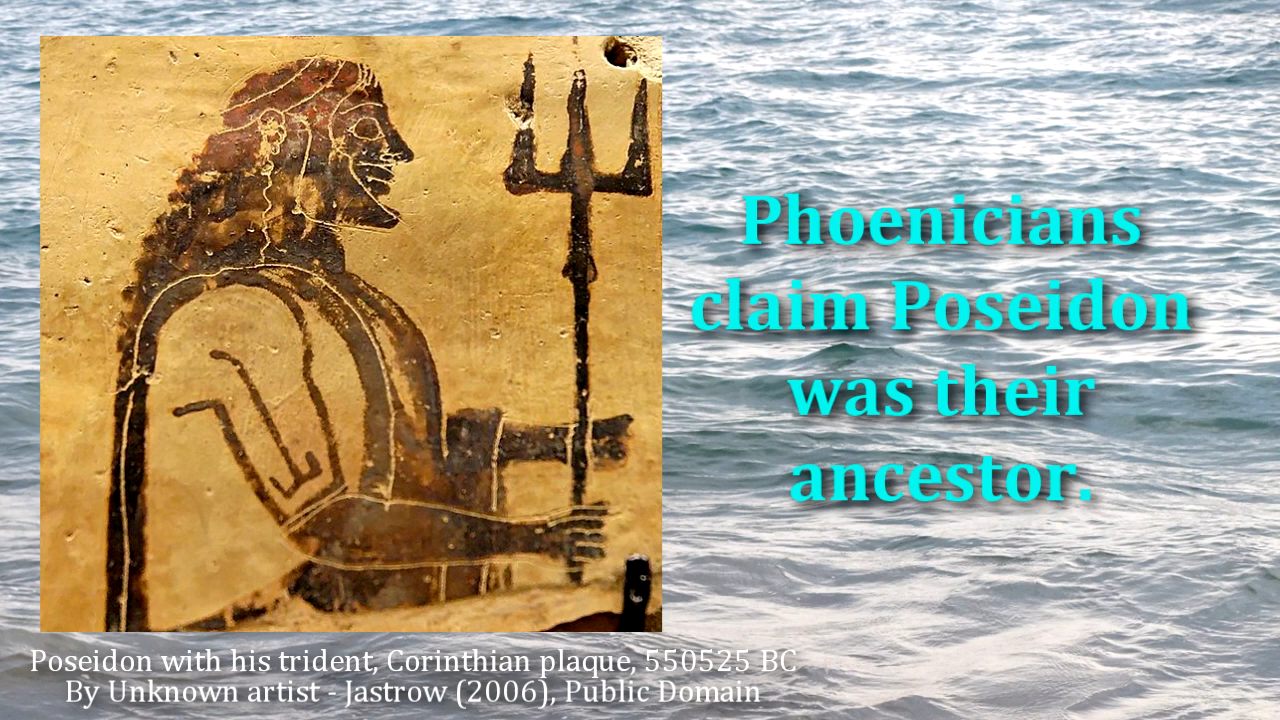 Phoenicians
claim Poseidon
was their
ancestor.
Poseidon with his trident, Corinthian plaque, 550525 BC
By Unknown artist - Jastrow (2006), Public Domain